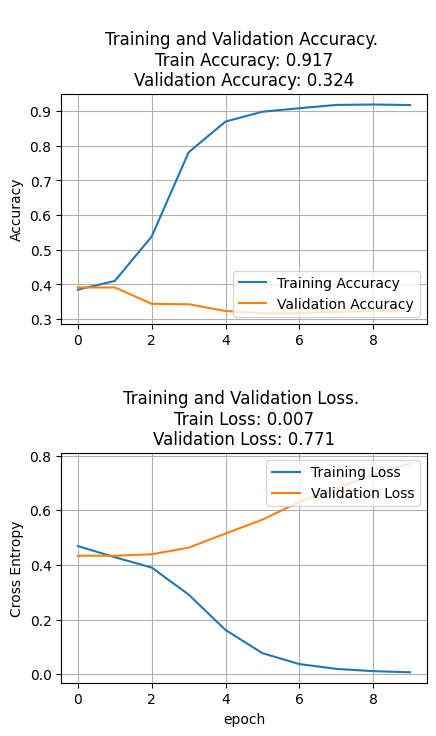 Training and Validation Accuracy.
Train Accuracy: 0.917
Validation Accuracy: 0.324
0.9
0.8
0.7
0.6
0.5
0.4
0.3
Accuracy
Training Accuracy
Validation Accuracy
0 2 4 6 8
Training and Validation Loss.
Train Loss: 0.007
Validation Loss: 0.771
0.8
0.6
0.4
0.2
0.0
Cross Entropy
Training Loss
Validation Loss
0 2 4 6 8
epoch